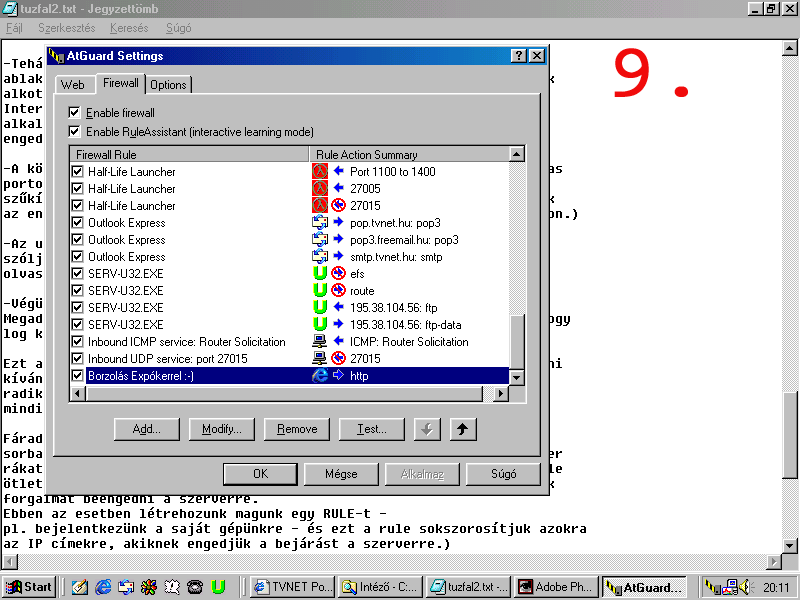 tuzfal2.txt - Jegyzettömb
Fájl Szerkesztés Keresés Súgó
9.
-Tehá
ablak
alkot
Inter
alkal
enged
-A kö
as
porto
szűkí
az en
on.)
-Az u
szólj
olvas
-Végü
Megad
ogy
log k
Ezt a
ni
kíván
radik
mindi
Fárad
sorba
er
rákat
le
ötlet
AtGuard Settings
Web Firewall Options
Enable firewall
Enable RuleAssistant (interactive learning mode)
Firewall Rule Rule Action Summary
Half-Life Launcher Port 1100 to 1400
Half-Life Launcher 27005
Half-Life Launcher 27015
Outlook Express pop.tvnet.hu: pop3
Outlook Express pop3.freemail.hu: pop3
Outlook Express smtp.tvnet.hu: smtp
SERV-U32.EXE efs
SERV-U32.EXE route
SERV-U32.EXE 195.38.104.56: ftp
SERV-U32.EXE 195.38.104.56: ftp-data
Inbound ICMP service: Router Solicitation ICMP: Router Solicitation
Inbound UDP service: port 27015 27015
Borzolás Expókerrel :-) http
Add... Modify... Remove Test...
OK Mégse Alkalmaz Súgó
forgalmat beengedni a szerverre.
Ebben az esetben létrehozunk magunk egy RULE-t -
pl. bejelentkezünk a saját gépünkre - és ezt a rule sokszorosítjuk azokra
az IP címekre, akiknek engedjük a bejárást a szerverre.)
Start TVNET Po... Intéző - C:... tuzfal2.txt -... Adobe Ph... AtGuard... 20:11